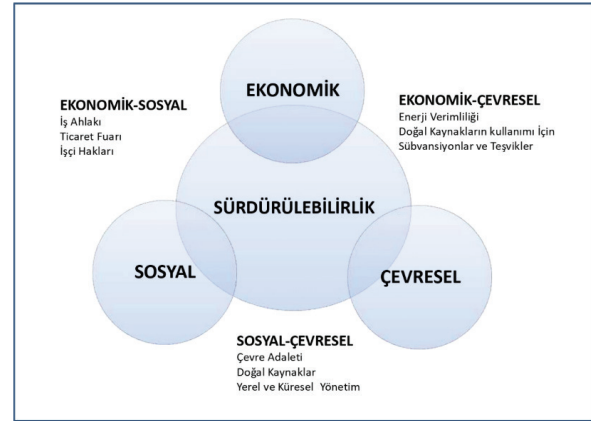 EKONOMİK
EKONOMİK-SOSYAL
İş Ahlakı
Ticaret Fuarı
İşçi Hakları
EKONOMİK-ÇEVRESEL
Enerji Verimliliği
Doğal Kaynakların kullanımı İçin
Sübvansiyonlar ve Teşvikler
SÜRDÜRÜLEBİLİRLİK
SOSYAL
ÇEVRESEL
SOSYAL-ÇEVRESEL
Çevre Adaleti
Doğal Kaynaklar
Yerel ve Küresel Yönetim